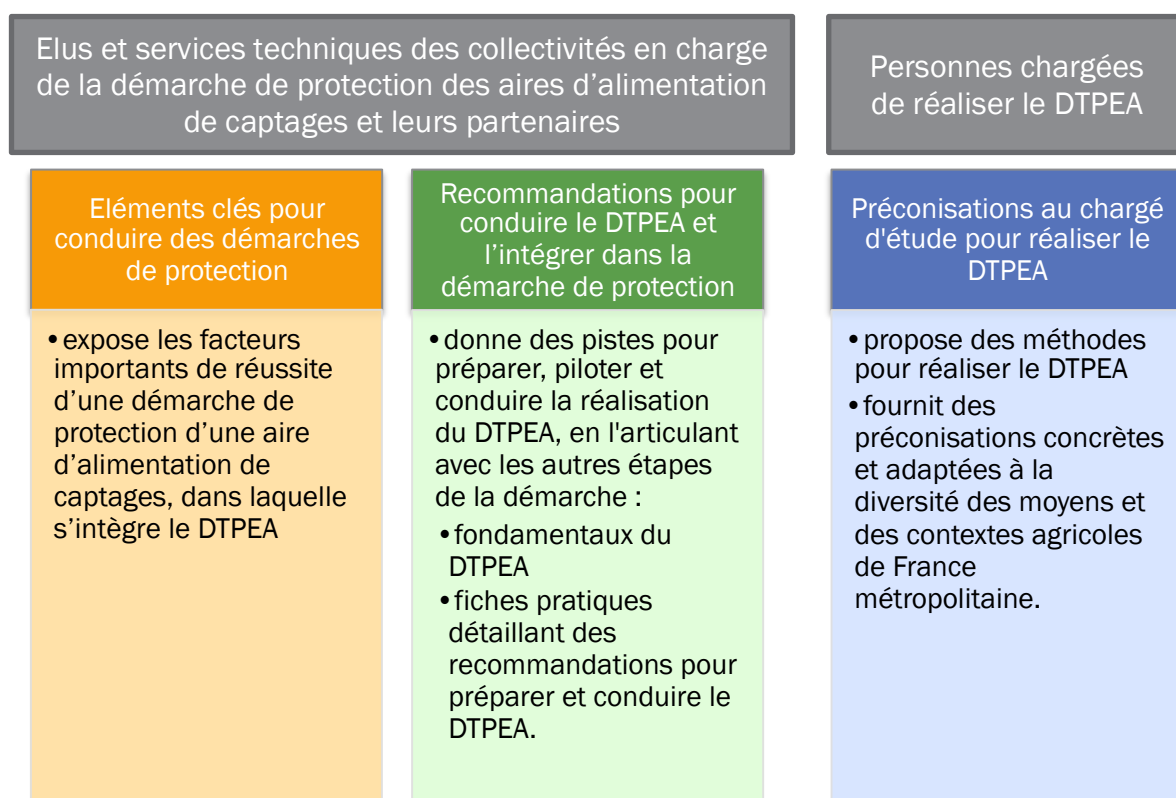 Elus et services techniques des collectivités en charge
de la démarche de protection des aires d'alimentation
de captages et leurs partenaires
Personnes chargées
de réaliser le DTPEA
Eléments clés pour
conduire des démarches
de protection
•expose les facteurs
importants de réussite
d'une démarche de
protection d'une aire
d'alimentation de
captages, dans laquelle
s'intègre le DTPEA
Recommandations pour
conduire le DTPEA et
l'intégrer dans la
démarche de protection
•donne des pistes pour
préparer, piloter et
conduire la réalisation
du DTPEA, en l'articulant
avec les autres étapes
de la démarche :
•fondamentaux du
DTPEA
•fiches pratiques
détaillant des
recommandations pour
préparer et conduire le
DTPEA.
Préconisations au chargé
d'étude pour réaliser le
DTPEA
•propose des méthodes
pour réaliser le DTPEA
•fournit des
préconisations concrètes
et adaptées à la
diversité des moyens et
des contextes agricoles
de France
métropolitaine.